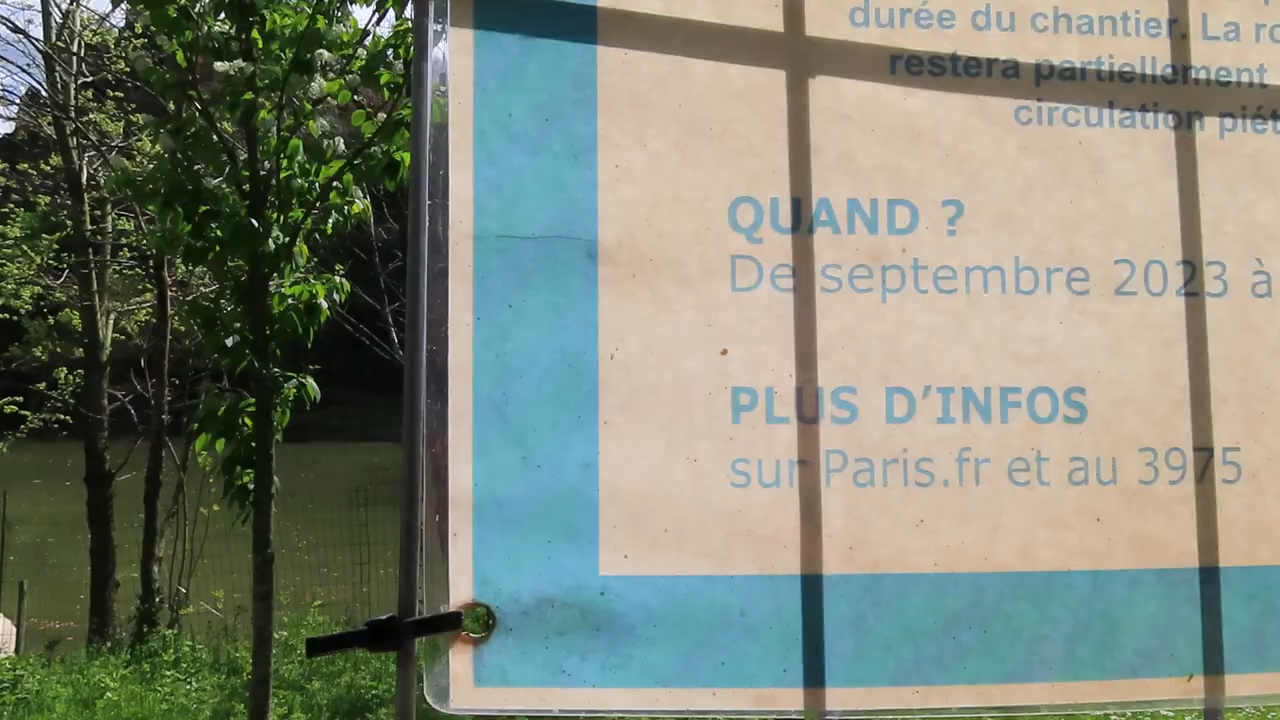 durée du chantier. La
restera partiellement
circulation
QUAND ?
De septembre 2023 à
PLUS D'INFOS
sur Paris.fr et au 3975